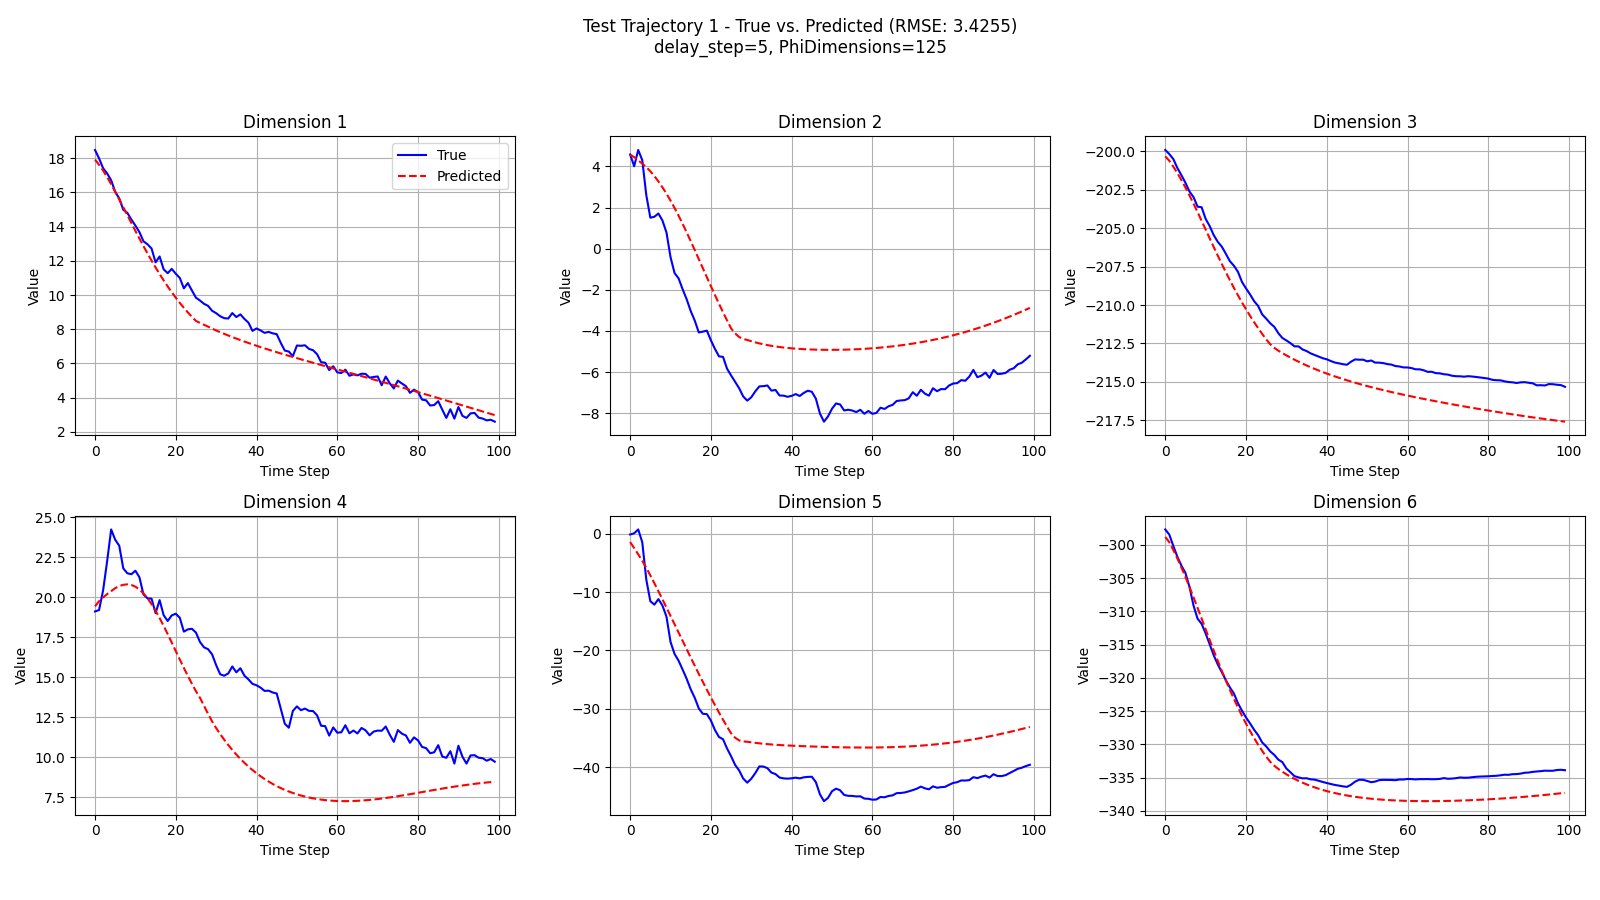 Test Trajectory 1 - True vs. Predicted (RMSE: 3.4255)
delay_step=5, PhiDimensions=125
Dimension 1
Value
18
16
14
12
10
8
6
4
2
0 20 40 60 80 100
Time Step
True
Predicted
Dimension 2
Value
4
2
0
−2
−4
−6
−8
0 20 40 60 80 100
Time Step
Dimension 3
Value
−200.0
−202.5
−205.0
−207.5
−210.0
−212.5
−215.0
−217.5
0 20 40 60 80 100
Time Step
Dimension 4
Value
25.0
22.5
20.0
17.5
15.0
12.5
10.0
7.5
0 20 40 60 80 100
Time Step
Dimension 5
Value
0
−10
−20
−30
−40
0 20 40 60 80 100
Time Step
Dimension 6
Value
−300
−305
−310
−315
−320
−325
−330
−335
−340
0 20 40 60 80 100
Time Step